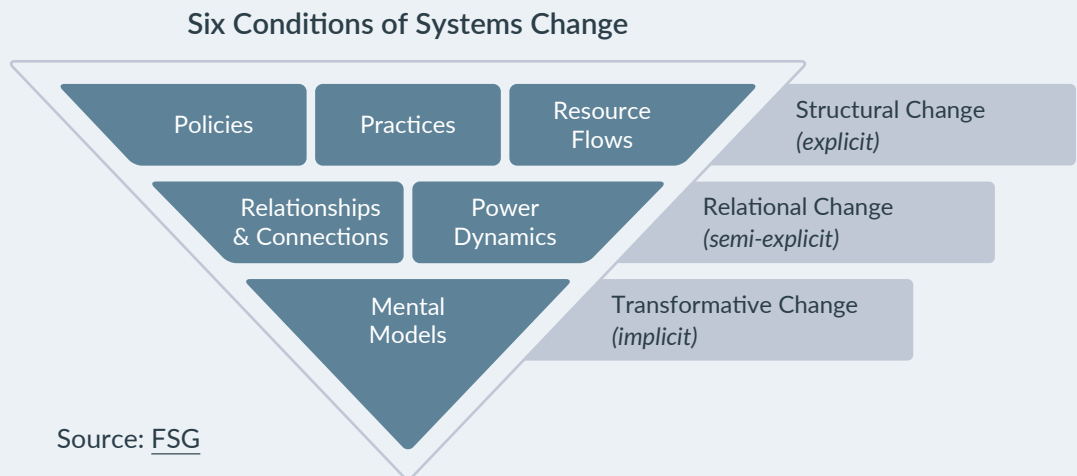 Six Conditions of Systems Change
Policies
Practices
Resource
Flows
Structural Change
(explicit)
Relationships
& Connections
Power
Dynamics
Relational Change
(semi-explicit)
Mental
Models
Transformative Change
(implicit)
Source: FSG